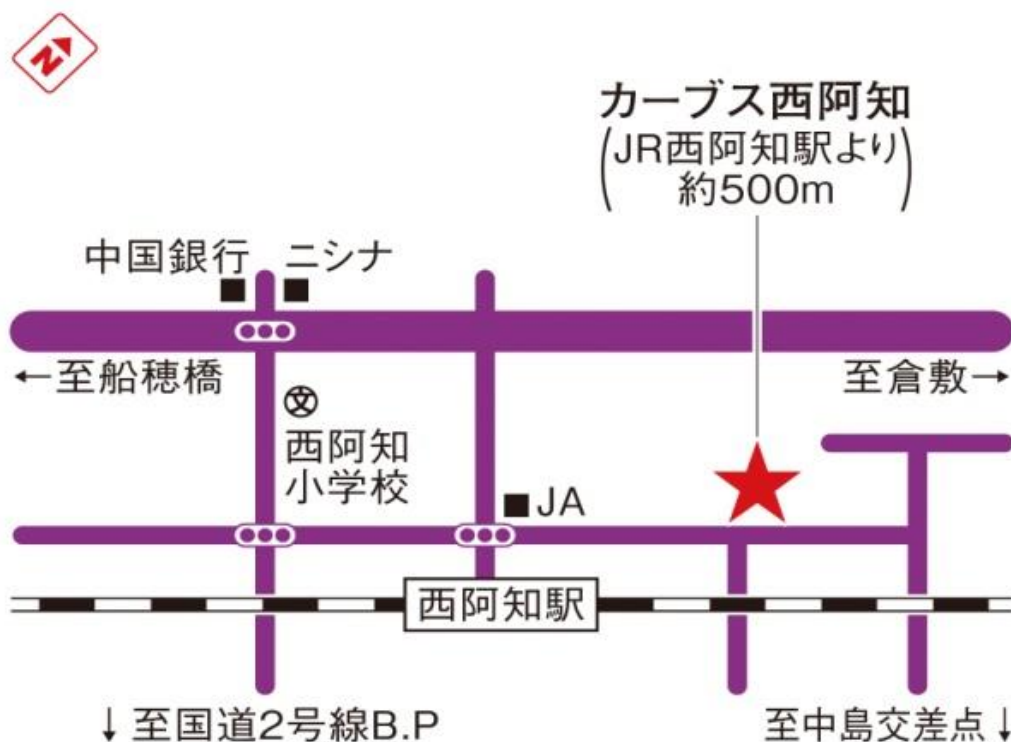 N
カーブス西阿知
(JR西阿知駅より
約500m)
中国銀行
ニシナ
←至船穂橋
至倉敷→
文
西阿知
小学校
JA
西阿知駅
↓至国道2号線B.P
至中島交差点↓